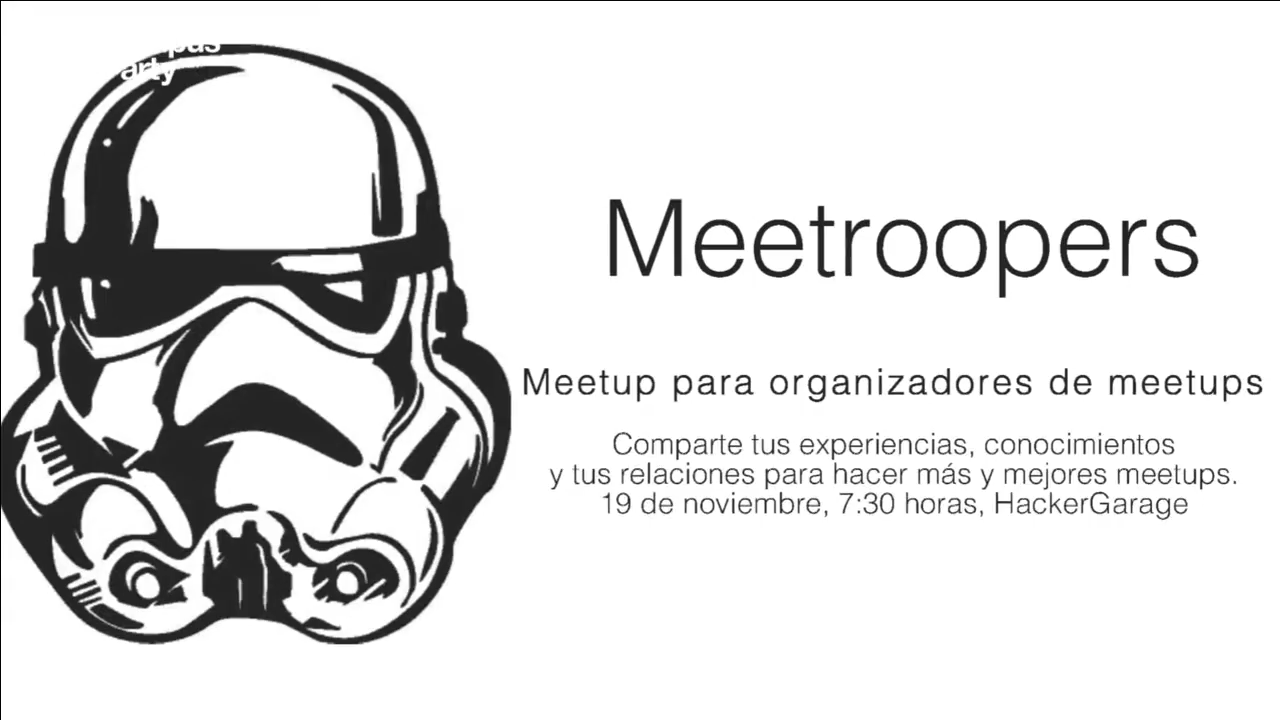 arty
Meetroopers
Meetup para organizadores de meetups
Comparte tus experiencias, conocimientos
y tus relaciones para hacer más y mejores meetups.
19 de noviembre, 7:30 horas, HackerGarage